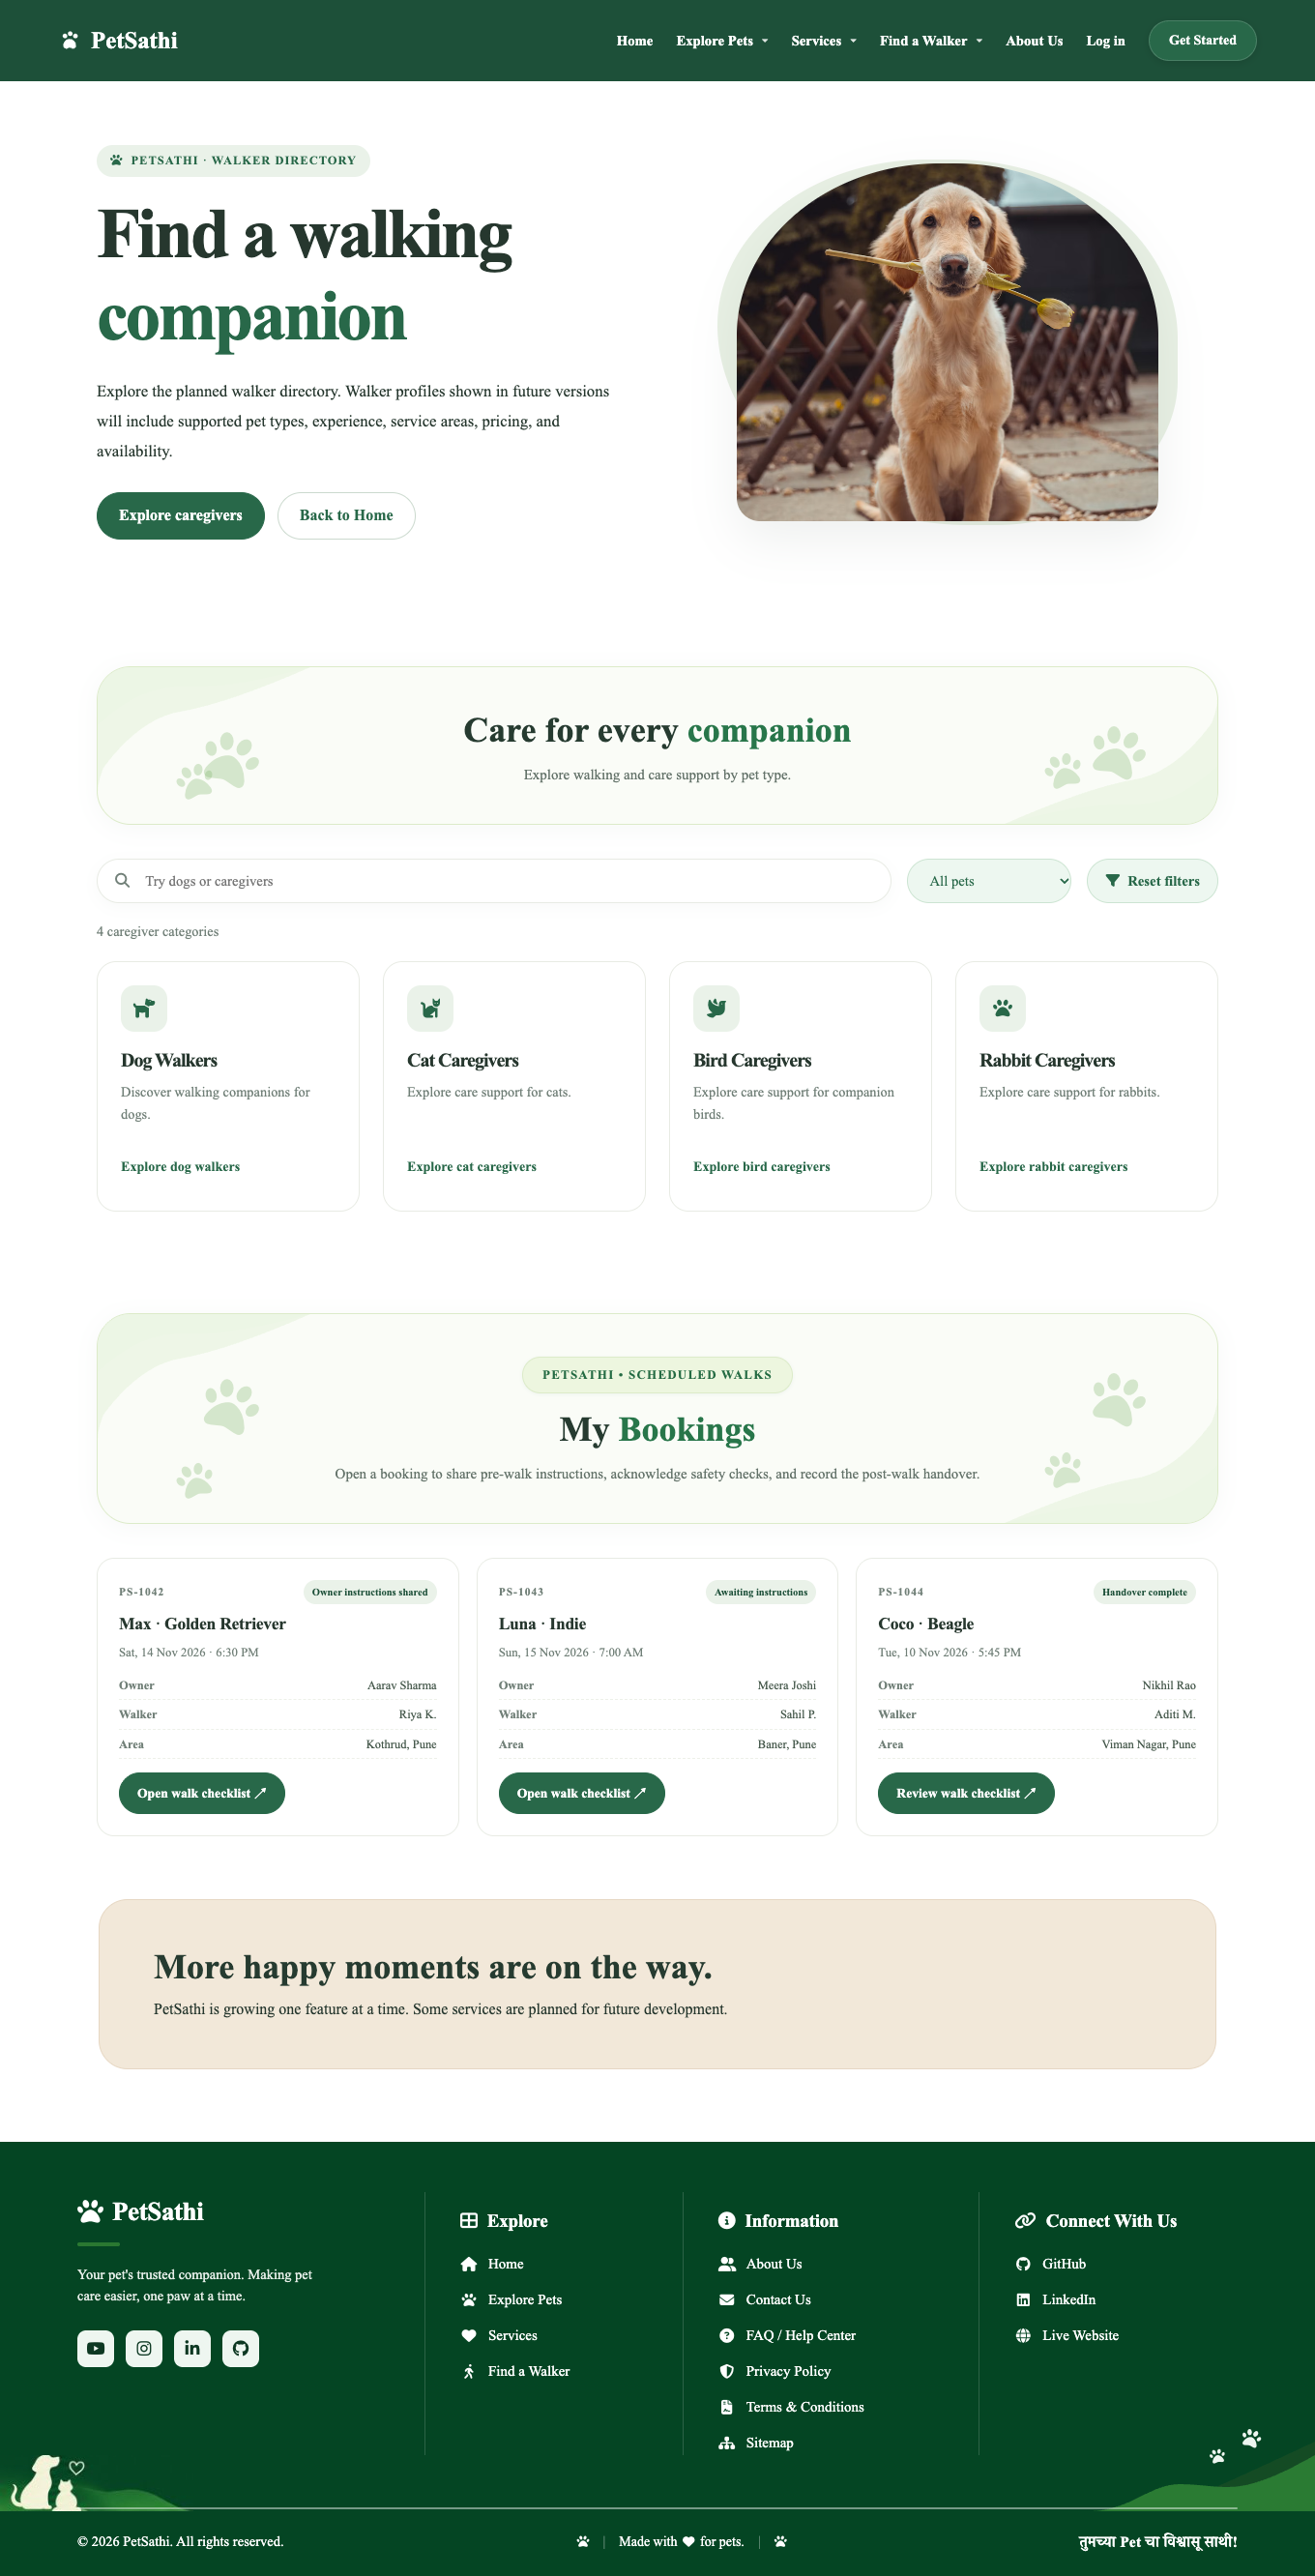 PetSathi
Home
Explore Pets
Services
Find a Walker
About Us
Log in
Get Started
PETSATHI · WALKER DIRECTORY
Find a walking
companion
Explore the planned walker directory. Walker profiles shown in future versions
will include supported pet types, experience, service areas, pricing, and
availability.
Explore caregivers
Back to Home
Care for every companion
Explore walking and care support by pet type.
Try dogs or caregivers
All pets
Reset filters
4 caregiver categories
Dog Walkers
Discover walking companions for
dogs.
Explore dog walkers
Cat Caregivers
Explore care support for cats.
Explore cat caregivers
Bird Caregivers
Explore care support for companion
birds.
Explore bird caregivers
Rabbit Caregivers
Explore care support for rabbits.
Explore rabbit caregivers
PETSATHI • SCHEDULED WALKS
My Bookings
Open a booking to share pre-walk instructions, acknowledge safety checks, and record the post-walk handover.
PS-1042
Owner instructions shared
Max · Golden Retriever
Sat, 14 Nov 2026 · 6:30 PM
Owner Aarav Sharma
Walker Riya K.
Area Kothrud, Pune
Open walk checklist ↗
PS-1043
Awaiting instructions
Luna · Indie
Sun, 15 Nov 2026 · 7:00 AM
Owner Meera Joshi
Walker Sahil P.
Area Baner, Pune
Open walk checklist ↗
PS-1044
Handover complete
Coco · Beagle
Tue, 10 Nov 2026 · 5:45 PM
Owner Nikhil Rao
Walker Aditi M.
Area Viman Nagar, Pune
Review walk checklist ↗
More happy moments are on the way.
PetSathi is growing one feature at a time. Some services are planned for future development.
PetSathi
Your pet's trusted companion. Making pet
care easier, one paw at a time.
Explore
Home
Explore Pets
Services
Find a Walker
Information
About Us
Contact Us
FAQ / Help Center
Privacy Policy
Terms & Conditions
Sitemap
Connect With Us
GitHub
LinkedIn
Live Website
© 2026 PetSathi. All rights reserved.
Made with ♥ for pets.
तुमच्या Pet चा विश्वासू साथी!